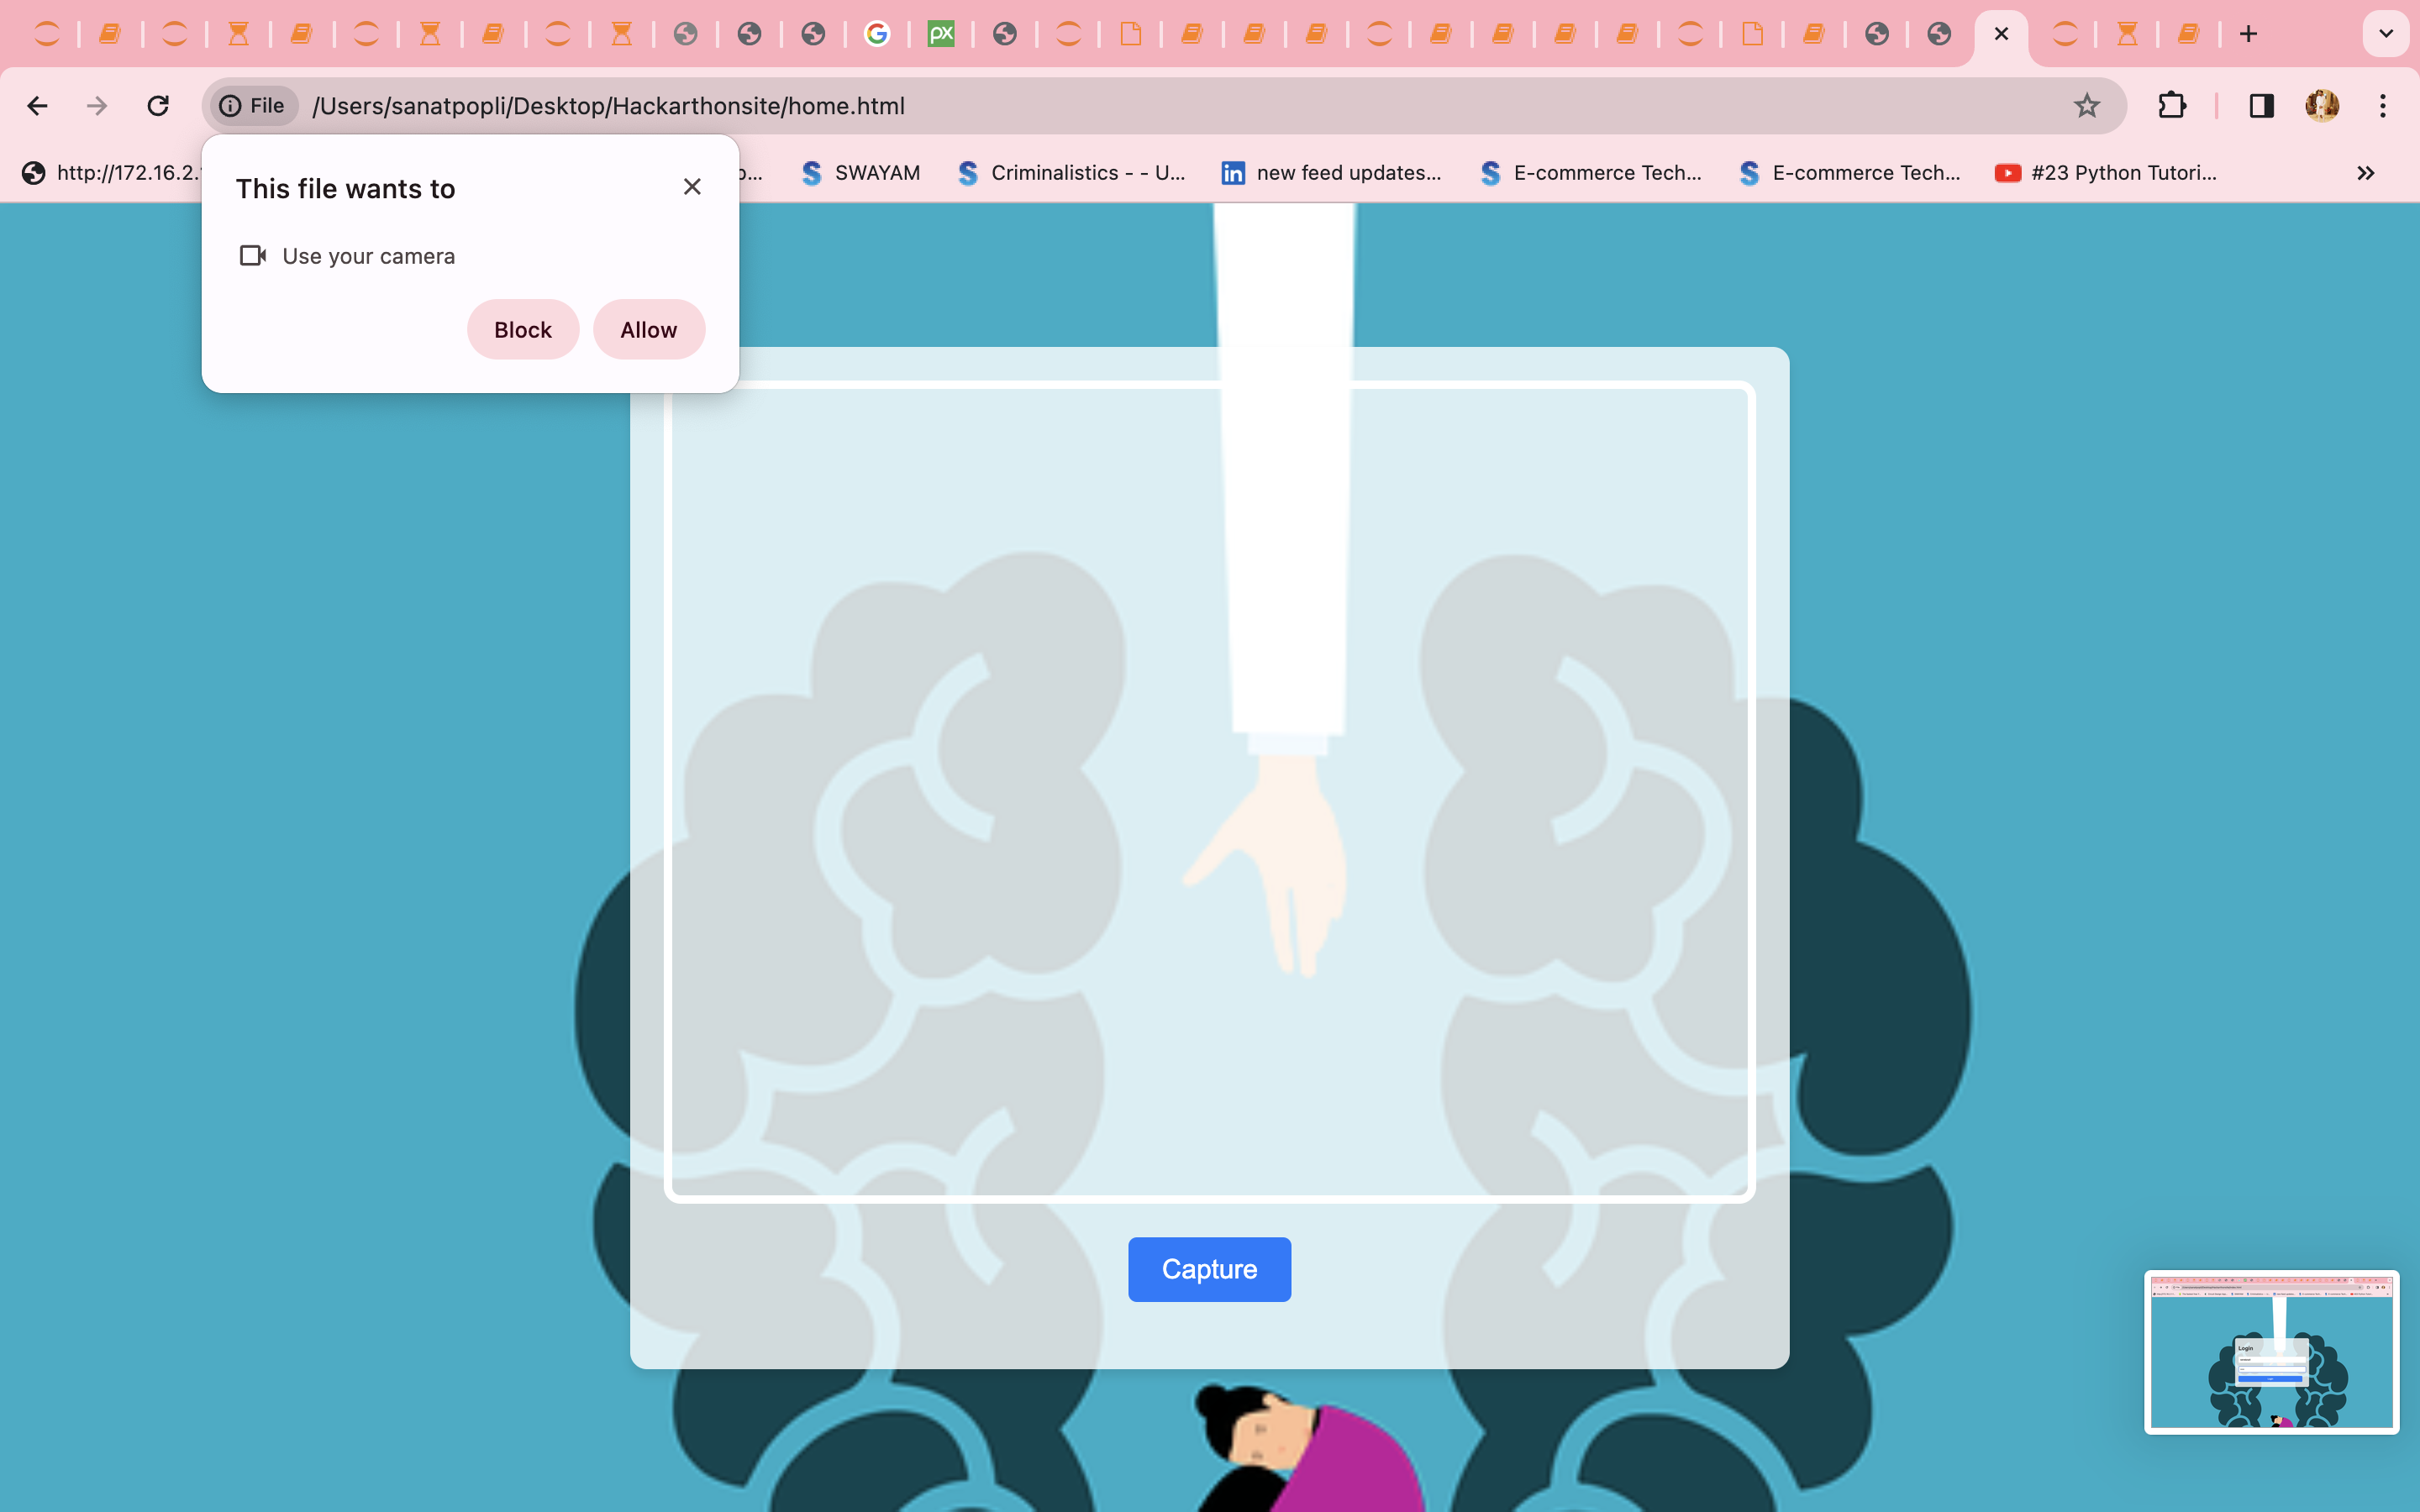 File /Users/sanatpopli/Desktop/Hackarthonsite/home.html
http://172.16.2. SWAYAM Criminalistics - - U... new feed updates... E-commerce Tech... E-commerce Tech... #23 Python Tutori...
This file wants to
Use your camera
Block Allow
Capture
Login